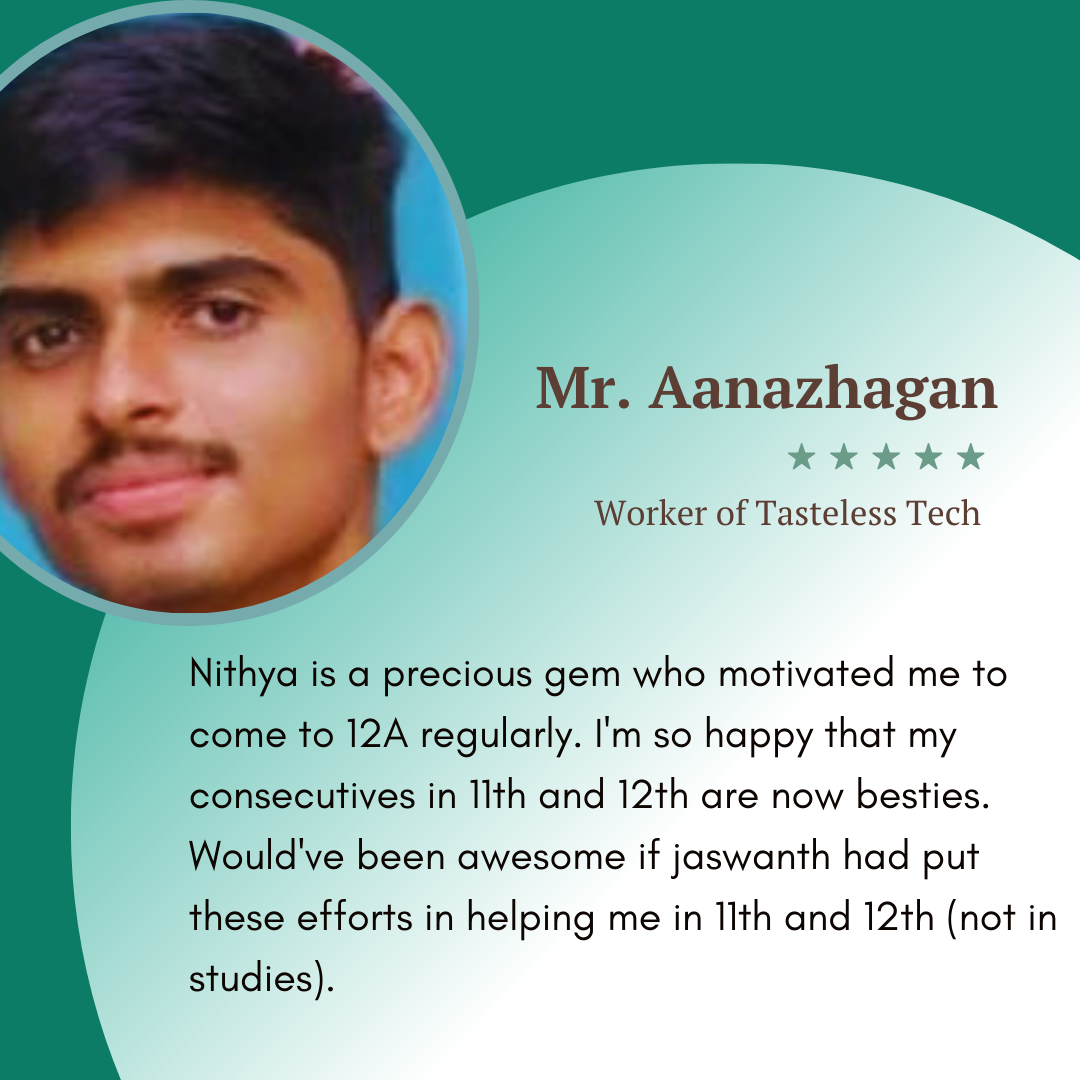 Mr. Aanazhagan
Worker of Tasteless Tech
Nithya is a precious gem who motivated me to
come to 12A regularly. I'm so happy that my
consecutives in 11th and 12th are now besties.
Would've been awesome if jaswanth had put
these efforts in helping me in 11th and 12th (not in
studies).